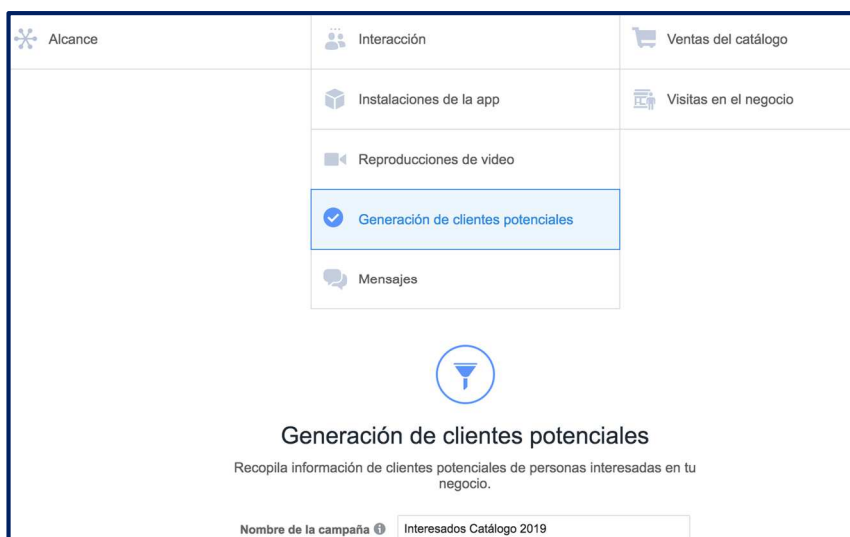 Alcance
Interacción
Ventas del catálogo
Instalaciones de la app
Visitas en el negocio
Reproducciones de video
Generación de clientes potenciales
Mensajes
Generación de clientes potenciales
Recopila información de clientes potenciales de personas interesadas en tu
negocio.
Nombre de la campaña
Interesados Catálogo 2019